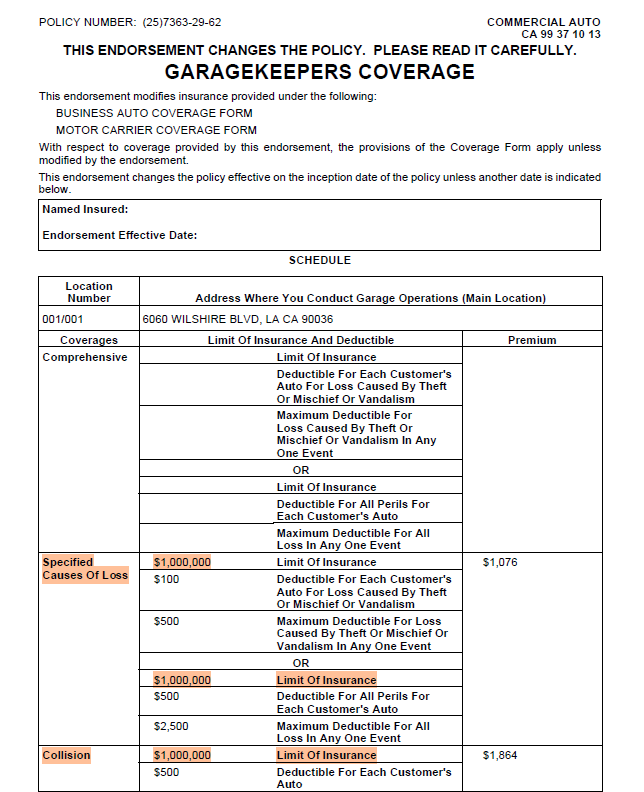 POLICY NUMBER: (25)7363-29-62
COMMERCIAL AUTO
CA 99 37 10 13
THIS ENDORSEMENT CHANGES THE POLICY. PLEASE READ IT CAREFULLY.
GARAGEKEEPERS COVERAGE
This endorsement modifies insurance provided under the following:
BUSINESS AUTO COVERAGE FORM
MOTOR CARRIER COVERAGE FORM
With respect to coverage provided by this endorsement, the provisions of the Coverage Form apply unless
modified by the endorsement.
This endorsement changes the policy effective on the inception date of the policy unless another date is indicated
below.
Named Insured:
Endorsement Effective Date:
SCHEDULE
Location
Number
Address Where You Conduct Garage Operations (Main Location)
001/001
6060 WILSHIRE BLVD, LA CA 90036
Coverages
Limit Of Insurance And Deductible
Premium
Comprehensive
Limit Of Insurance
Deductible For Each Customer's
Auto For Loss Caused By Theft
Or Mischief Or Vandalism
Maximum Deductible For
Loss Caused By Theft Or
Mischief Or Vandalism In Any
One Event
OR
Limit Of Insurance
Deductible For All Perils For
Each Customer's Auto
Maximum Deductible For All
Loss In Any One Event
Specified
Causes Of Loss
$1,000,000
Limit Of Insurance
$1,076
$100
Deductible For Each Customer's
Auto For Loss Caused By Theft
Or Mischief Or Vandalism
$500
Maximum Deductible For Loss
Caused By Theft Or Mischief Or
Vandalism In Any One Event
OR
$1,000,000
Limit Of Insurance
$500
Deductible For All Perils For
Each Customer's Auto
$2,500
Maximum Deductible For All
Loss In Any One Event
Collision
$1,000,000
Limit Of Insurance
$1,864
$500
Deductible For Each Customer's
Auto